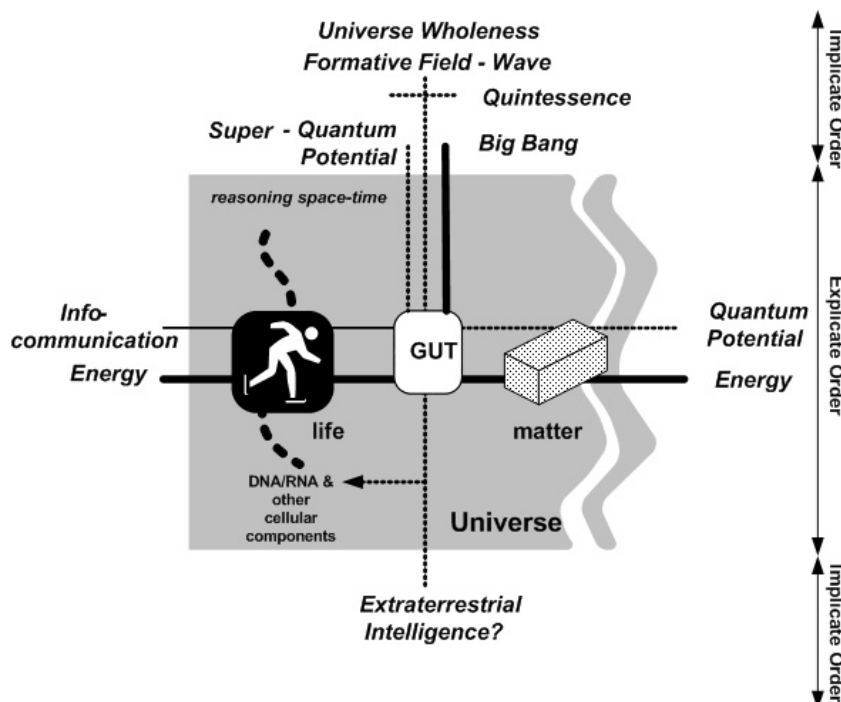 Universe Wholeness
Formative Field - Wave
Quintessence
Super - Quantum
Potential
Big Bang
reasoning space-time
Info-
communication
Energy
GUT
Quantum
Potential
Energy
life
matter
DNA/RNA &
other
cellular
components
Universe
Extraterrestrial
Intelligence?
Implicate Order
Explicate Order
Implicate Order